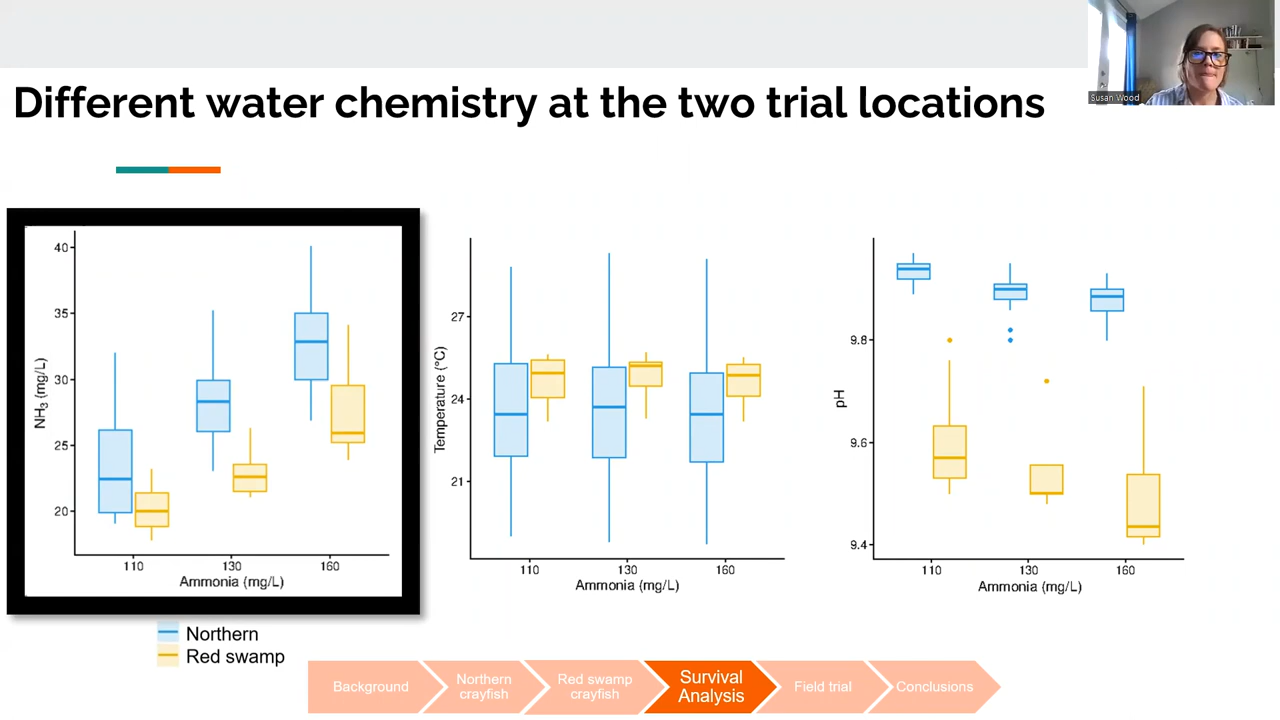 Susan Wood
Different water chemistry at the two trial locations
NH₃ (mg/L)
40
35
30
25
20
110
130
160
Ammonia (mg/L)
Temperature (°C)
27
24
21
110
130
160
Ammonia (mg/L)
pH
9.8
9.6
9.4
110
130
160
Ammonia (mg/L)
Northern
Red swamp
Background
Northern
crayfish
Red swamp
crayfish
Survival
Analysis
Field trial
Conclusions